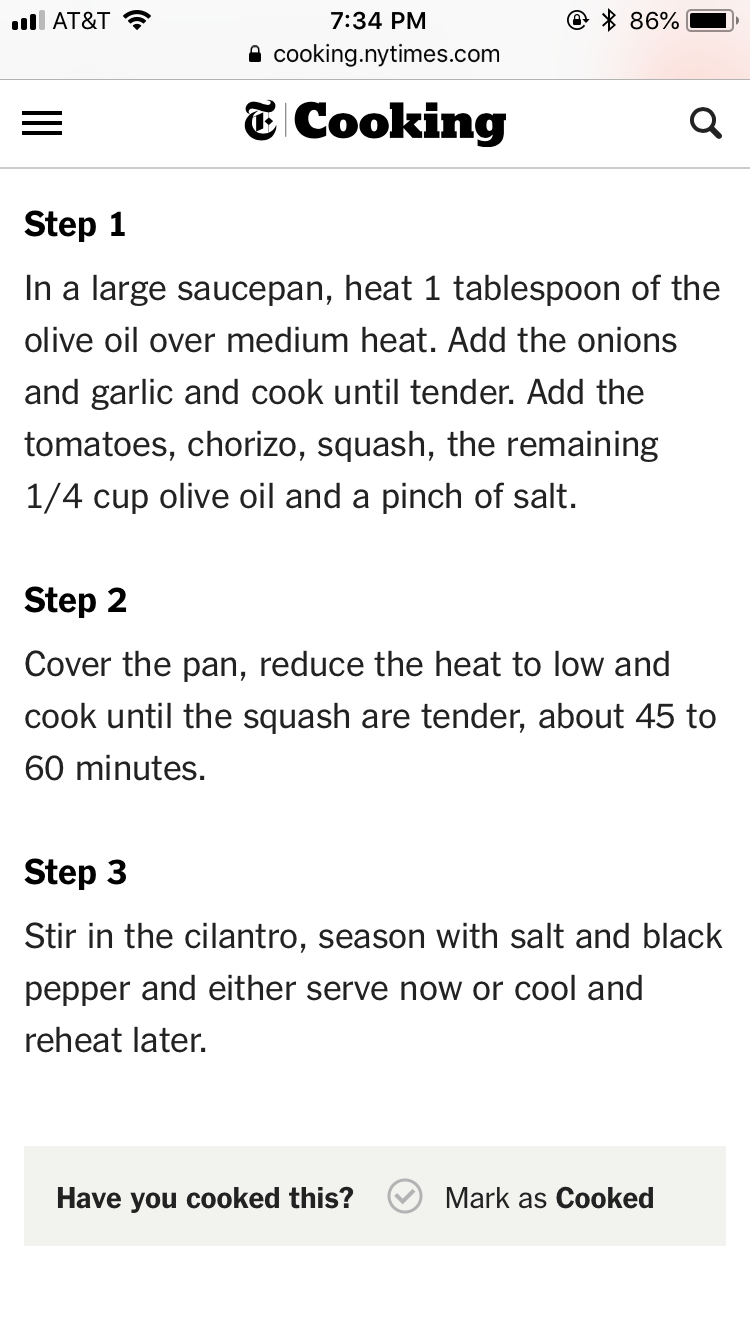 AT&T 7:34 PM 86%
cooking.nytimes.com
T Cooking
Step 1
In a large saucepan, heat 1 tablespoon of the
olive oil over medium heat. Add the onions
and garlic and cook until tender. Add the
tomatoes, chorizo, squash, the remaining
1/4 cup olive oil and a pinch of salt.
Step 2
Cover the pan, reduce the heat to low and
cook until the squash are tender, about 45 to
60 minutes.
Step 3
Stir in the cilantro, season with salt and black
pepper and either serve now or cool and
reheat later.
Have you cooked this? Mark as Cooked